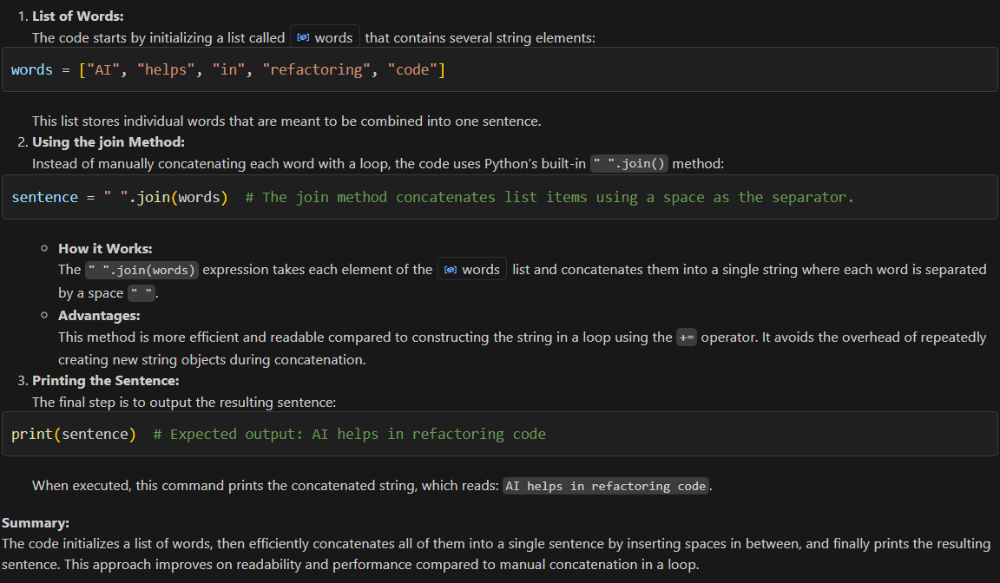 1. List of Words:
The code starts by initializing a list called words that contains several string elements:
words = ["AI", "helps", "in", "refactoring", "code"]
This list stores individual words that are meant to be combined into one sentence.
2. Using the join Method:
Instead of manually concatenating each word with a loop, the code uses Python's built-in " ".join() method:
sentence = " ".join(words)  # The join method concatenates list items using a space as the separator.
How it Works:
The " ".join(words) expression takes each element of the words list and concatenates them into a single string where each word is separated
by a space " ".
Advantages:
This method is more efficient and readable compared to constructing the string in a loop using the += operator. It avoids the overhead of repeatedly
creating new string objects during concatenation.
3. Printing the Sentence:
The final step is to output the resulting sentence:
print(sentence)  # Expected output: AI helps in refactoring code
When executed, this command prints the concatenated string, which reads: AI helps in refactoring code.
Summary:
The code initializes a list of words, then efficiently concatenates all of them into a single sentence by inserting spaces in between, and finally prints the resulting
sentence. This approach improves on readability and performance compared to manual concatenation in a loop.